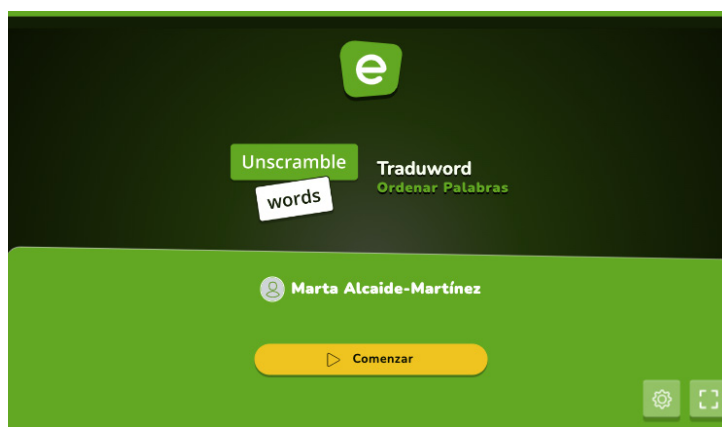 e
Unscramble
words
Traduword
Ordenar Palabras
Marta Alcaide-Martínez
Comenzar